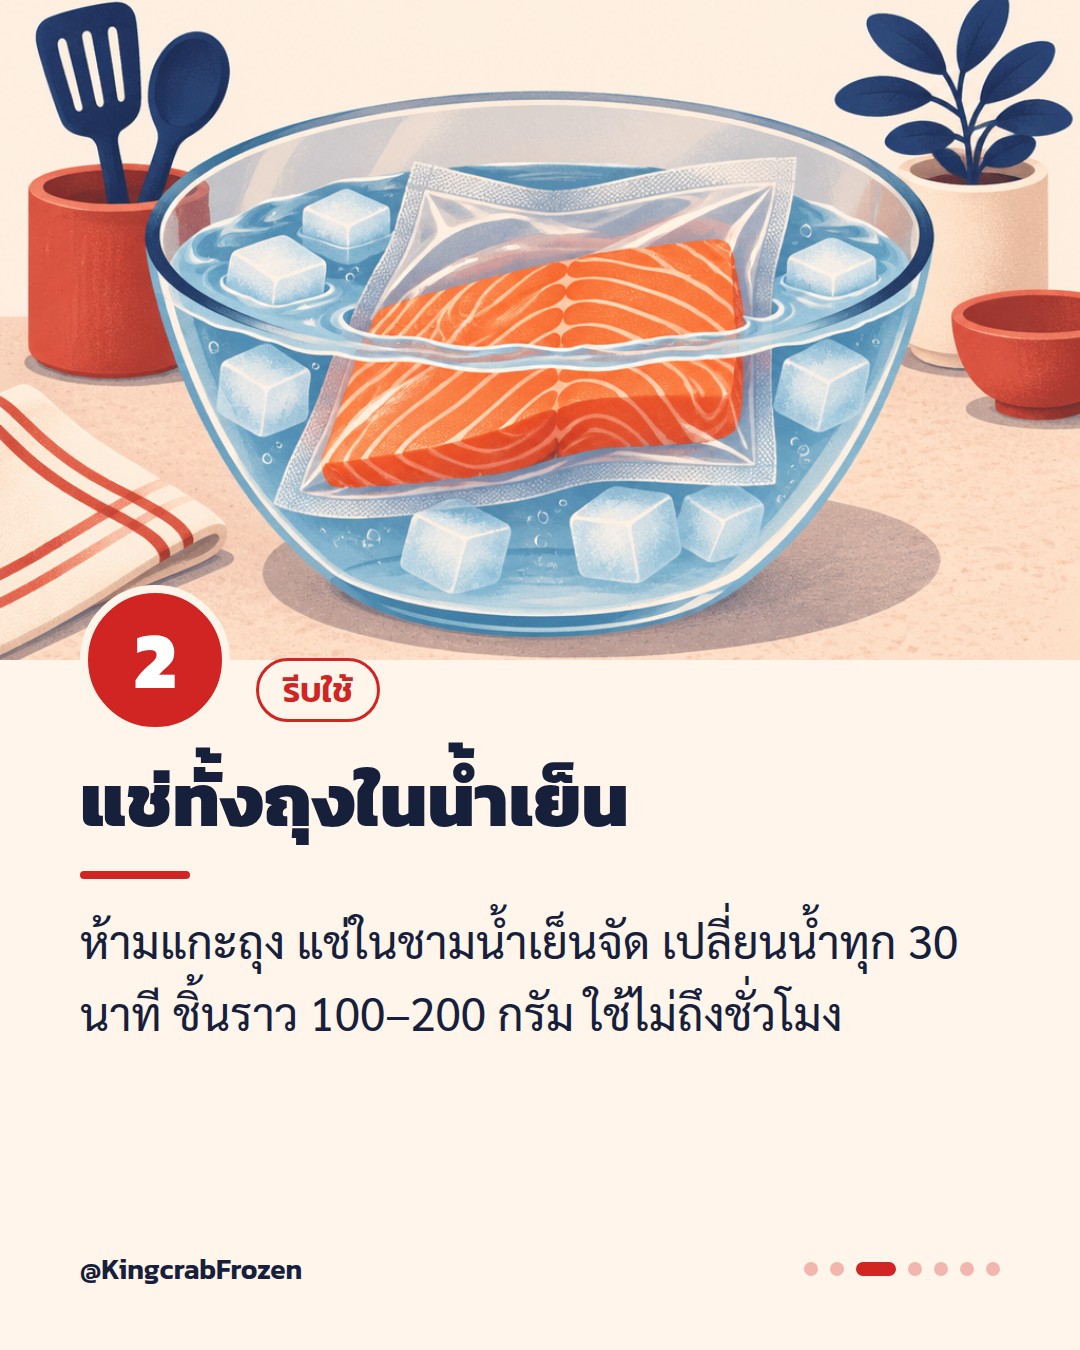 2
รีบใช้
แช่ทั้งถุงในน้ำเย็น
ห้ามแกะถุง แช่ในชามน้ำเย็นจัด เปลี่ยนน้ำทุก 30
นาที ชิ้นราว 100–200 กรัม ใช้ไม่ถึงชั่วโมง
@KingcrabFrozen